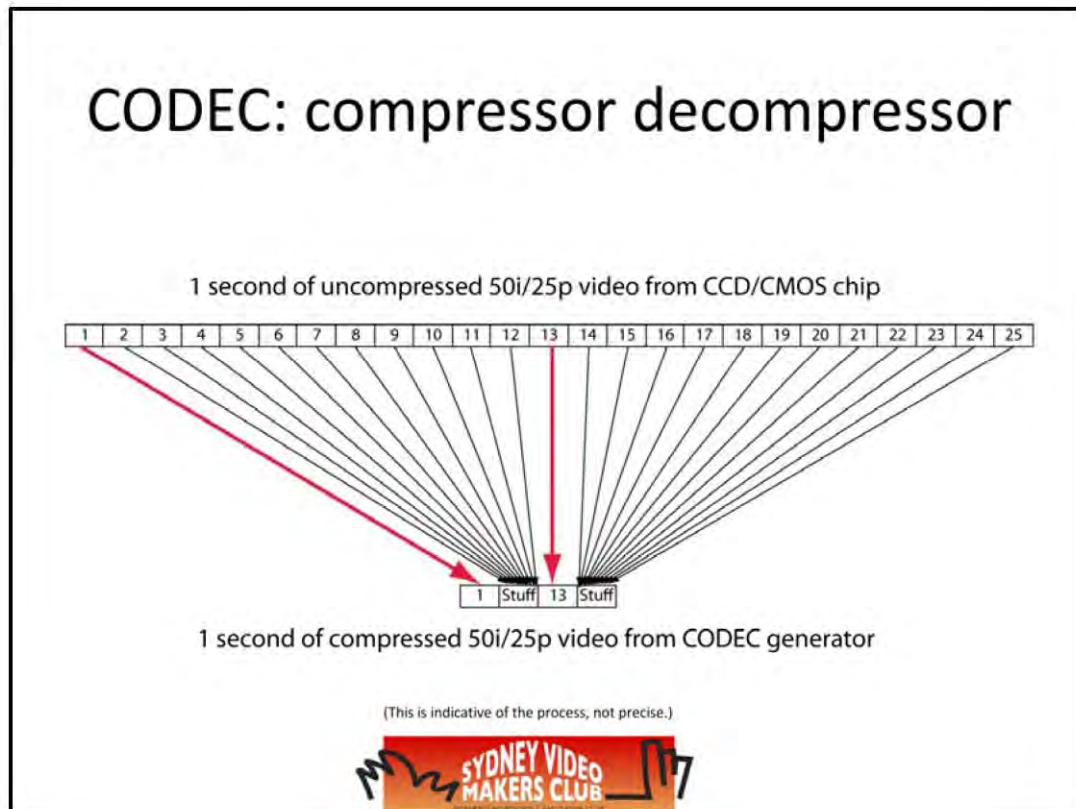 CODEC: compressor decompressor
1 second of uncompressed 50i/25p video from CCD/CMOS chip
1 2 3 4 5 6 7 8 9 10 11 12 13 14 15 16 17 18 19 20 21 22 23 24 25
1 Stuff 13 Stuff
1 second of compressed 50i/25p video from CODEC generator
(This is indicative of the process, not precise.)
SYDNEY VIDEO
MAKERS CLUB